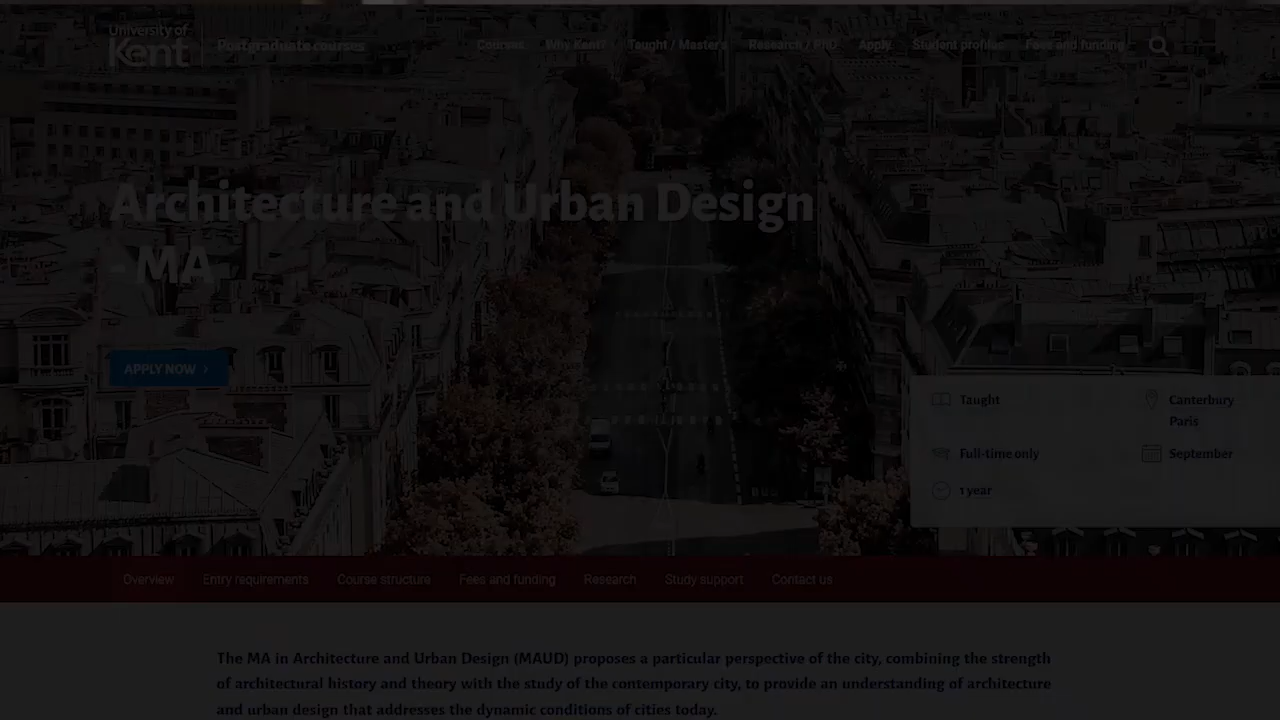 University of
Kent
Postgraduate courses
Courses Why Kent? Taught / Master's Research / PhD Apply Student profiles Fees and funding
Architecture and Urban Design
- MA
APPLY NOW ›
Taught
Canterbury
Paris
Full-time only
September
1 year
Overview Entry requirements Course structure Fees and funding Research Study support Contact us
The MA in Architecture and Urban Design (MAUD) proposes a particular perspective of the city, combining the strength
of architectural history and theory with the study of the contemporary city, to provide an understanding of architecture
and urban design that addresses the dynamic conditions of cities today.